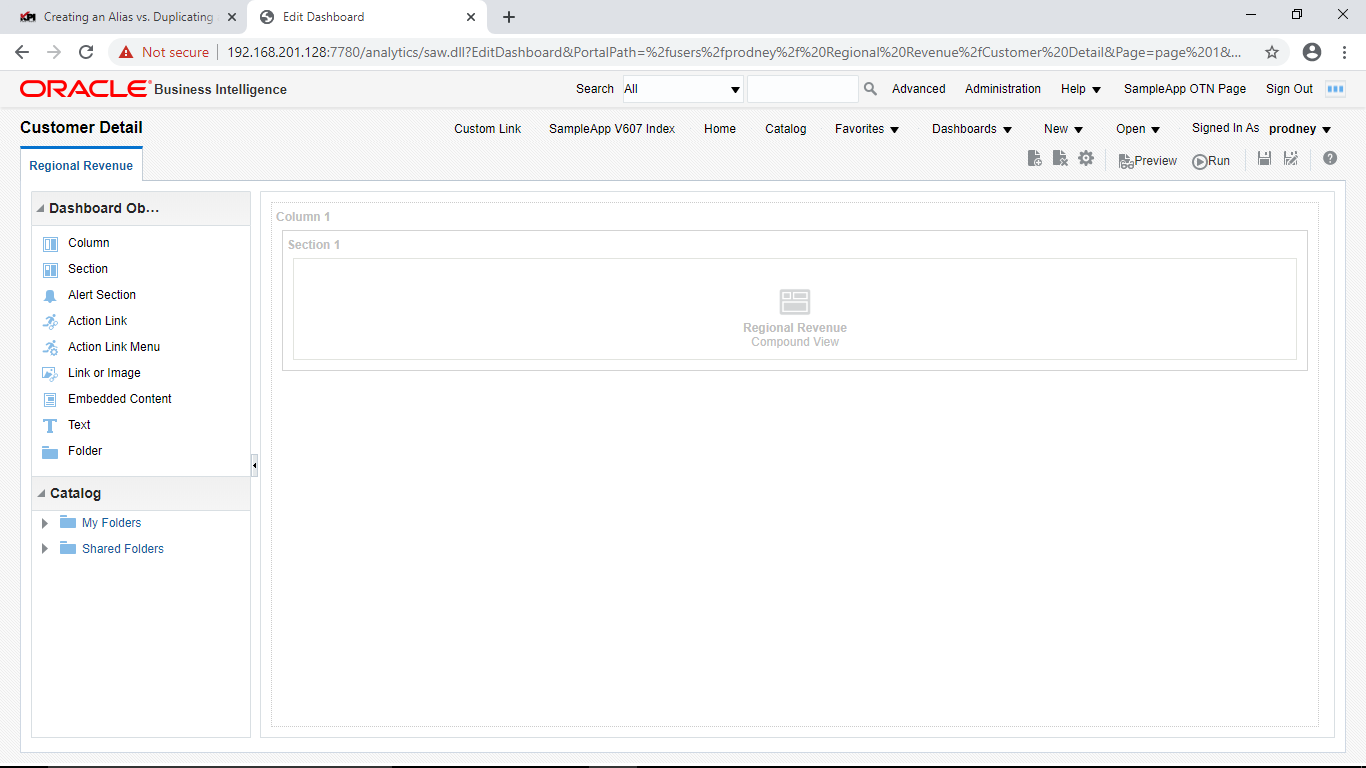 KPI Creating an Alias vs. Duplicating
Edit Dashboard
Not secure
192.168.201.128:7780/analytics/saw.dll?EditDashboard&PortalPath=%2fusers%2fprodney%2f%20Regional%20Revenue%2fCustomer%20Detail&Page=page%201&...
ORACLE Business Intelligence
Search All Advanced Administration Help SampleApp OTN Page Sign Out
Customer Detail
Custom Link SampleApp V607 Index Home Catalog Favorites Dashboards New Open Signed In As prodney
Regional Revenue
Preview Run
Dashboard Ob...
Column
Section
Alert Section
Action Link
Action Link Menu
Link or Image
Embedded Content
Text
Folder
Catalog
My Folders
Shared Folders
Column 1
Section 1
Regional Revenue
Compound View